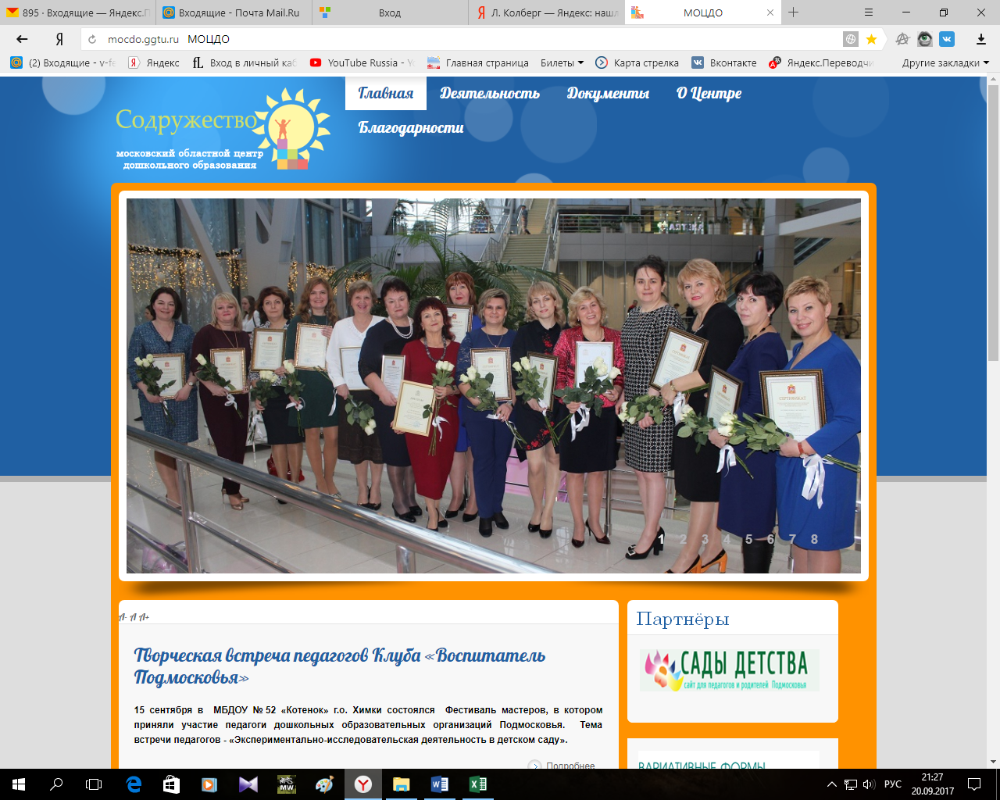 895 · Входящие — Яндекс.П
Входящие - Почта Mail.Ru
Вход
Л. Колберг — Яндекс: нашл
МОЦДО
Я
mocdo.ggtu.ru МОЦДО
(2) Входящие - v-fe
Яндекс
Вход в личный каб
YouTube Russia - Yo
Главная страница
Билеты
Карта стрелка
Вконтакте
Яндекс.Переводчи
Другие закладки
Главная
Деятельность
Документы
О Центре
Благодарности
Содружество
московский областной центр
дошкольного образования
СЕРТИФИКАТ
1 2 3 4 5 6 7 8
A- A A+
Творческая встреча педагогов Клуба «Воспитатель
Подмосковья»
15 сентября в МБДОУ №52 «Котенок» г.о. Химки состоялся Фестиваль мастеров, в котором
приняли участие педагоги дошкольных образовательных организаций Подмосковья. Тема
встречи педагогов - «Экспериментально-исследовательская деятельность в детском саду».
Подробнее
Партнёры
САДЫ ДЕТСТВА
сайт для педагогов и родителей Подмосковья
ВАРИАТИВНЫЕ ФОРМЫ
РУС
21:27
20.09.2017